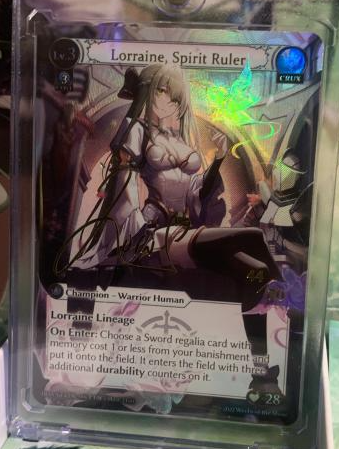 Lv.3 Lorraine, Spirit Ruler
CRUX
Champion – Warrior Human
Lorraine Lineage
On Enter: Choose a Sword regalia card with
memory cost 1 or less from your banishment and
put it onto the field. It enters the field with three
additional durability counters on it.
28